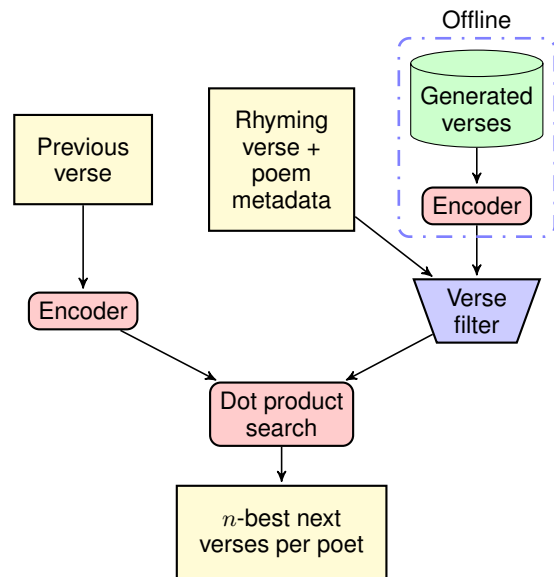 Offline
Generated
verses
Rhyming
verse +
poem
metadata
Previous
verse
Encoder
Encoder
Verse
filter
Dot product
search
n-best next
verses per poet